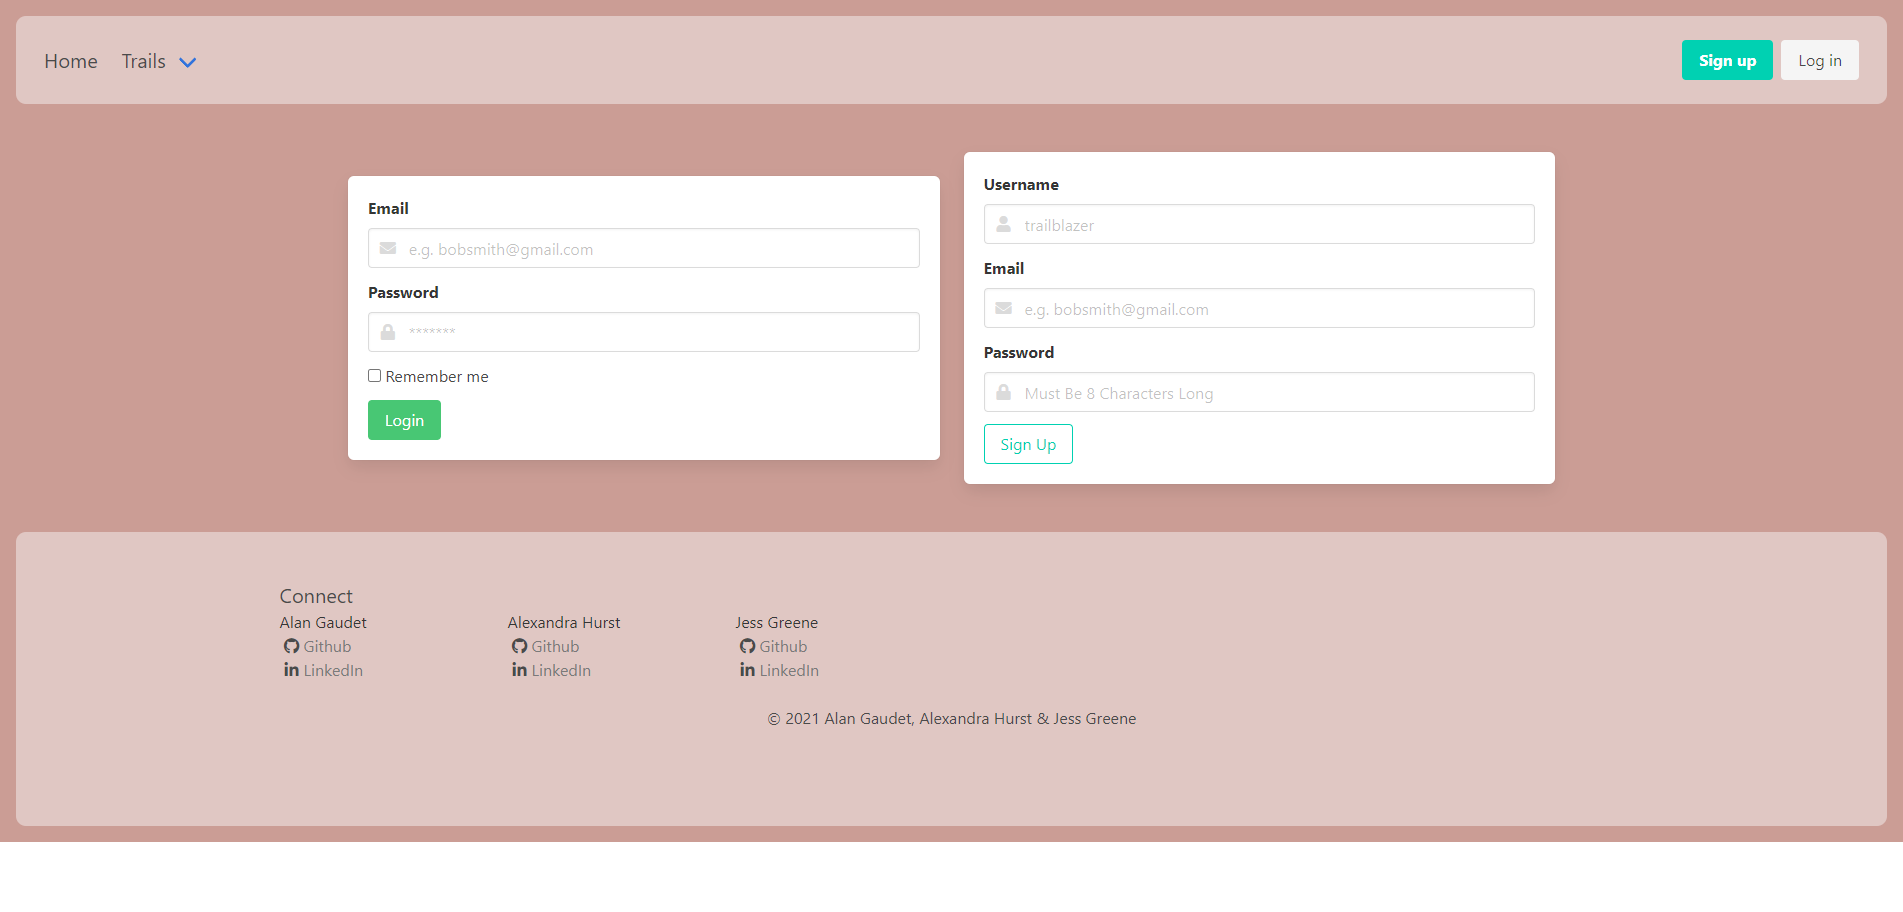 Home Trails
Sign up Log in
Email
e.g. bobsmith@gmail.com
Password
*******
Remember me
Login
Username
trailblazer
Email
e.g. bobsmith@gmail.com
Password
Must Be 8 Characters Long
Sign Up
Connect
Alan Gaudet
Github
LinkedIn
Alexandra Hurst
Github
LinkedIn
Jess Greene
Github
LinkedIn
© 2021 Alan Gaudet, Alexandra Hurst & Jess Greene